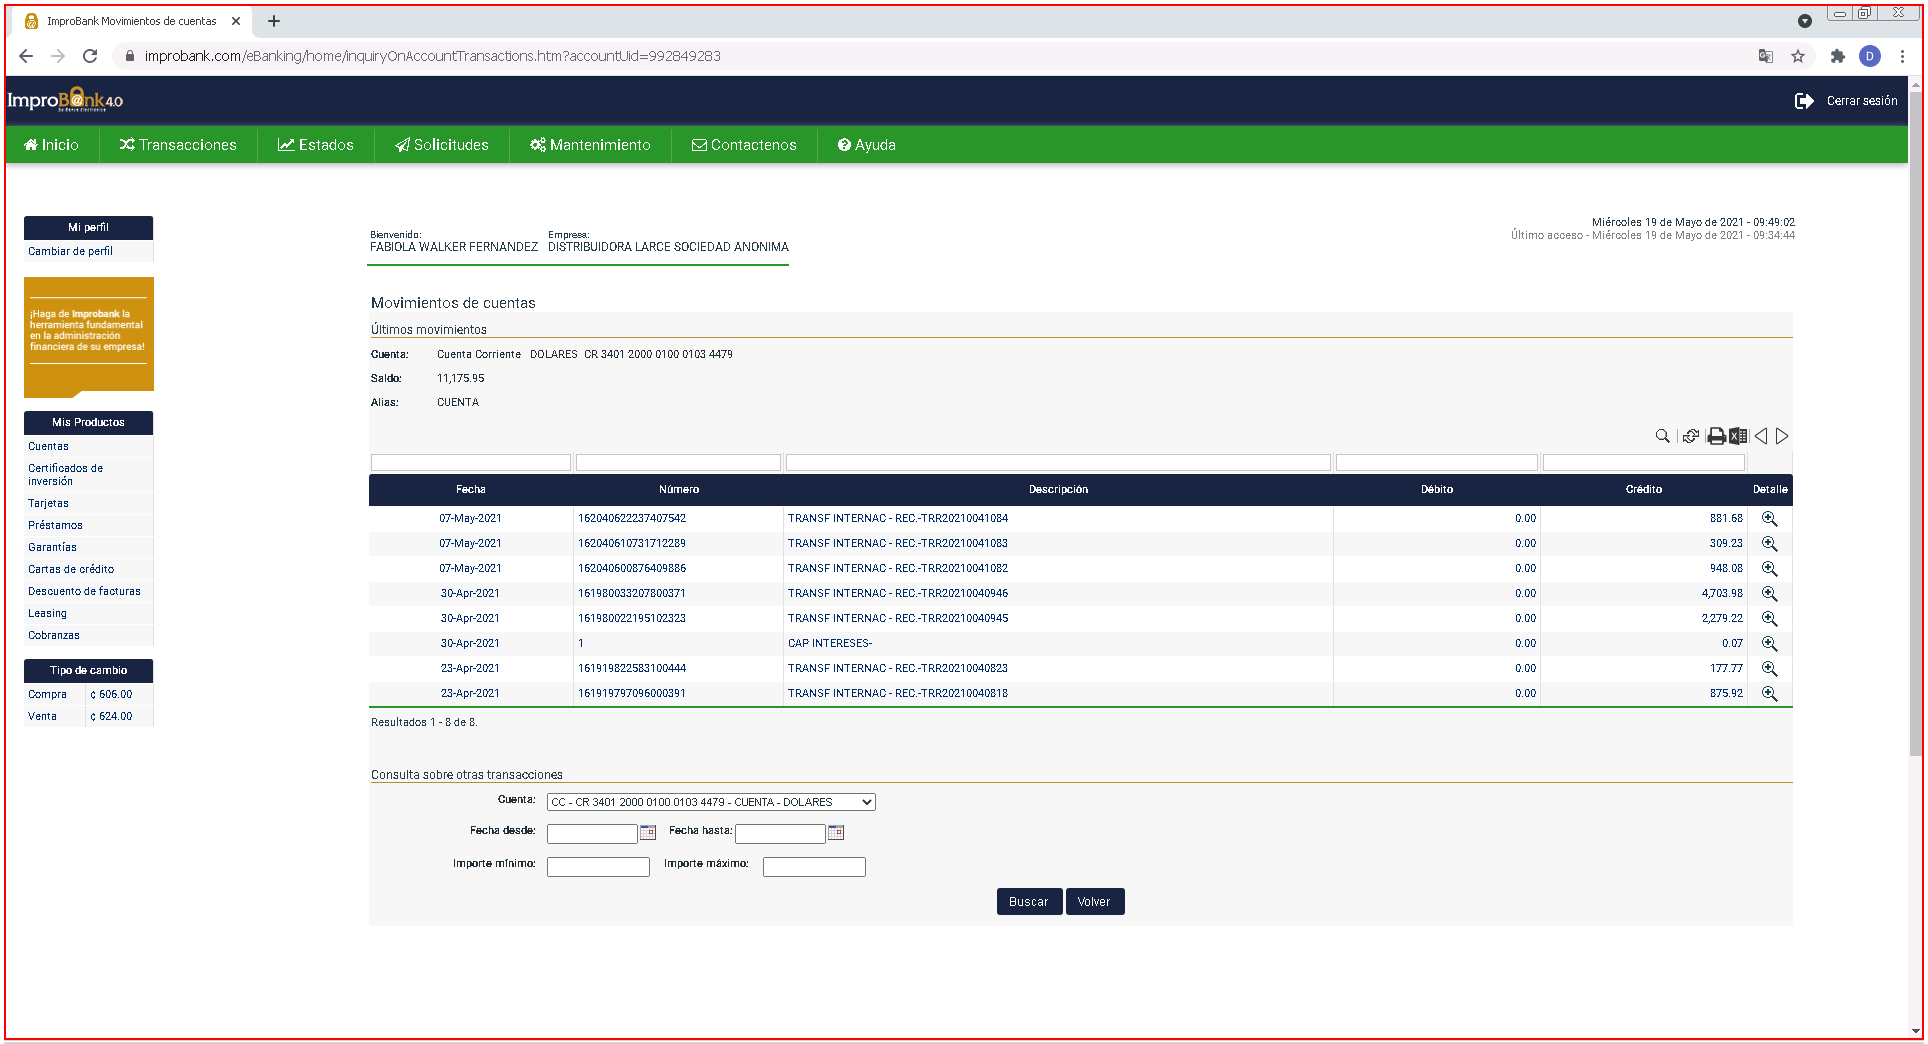 ImproBank Movimientos de cuentas
improbank.com/eBanking/home/inquiryOnAccountTransactions.htm?accountUid=992849283
D
ImproB@nk 4.0
Cerrar sesión
Inicio Transacciones Estados Solicitudes Mantenimiento Contactenos Ayuda
Mi perfil
Cambiar de perfil
¡Haga de Improbank la
herramienta fundamental
en la administración
financiera de su empresa!
Mis Productos
Cuentas
Certificados de
inversión
Tarjetas
Préstamos
Garantías
Cartas de crédito
Descuento de facturas
Leasing
Cobranzas
Tipo de cambio
Compra ¢ 606.00
Venta ¢ 624.00
Bienvenido: Empresa:
FABIOLA WALKER FERNANDEZ DISTRIBUIDORA LARCE SOCIEDAD ANONIMA
Miércoles 19 de Mayo de 2021 - 09:49:02
Último acceso - Miércoles 19 de Mayo de 2021 - 09:34:44
Movimientos de cuentas
Últimos movimientos
Cuenta: Cuenta Corriente DOLARES CR 3401 2000 0100 0103 4479
Saldo: 11,175.95
Alias: CUENTA
Fecha Número Descripción Débito Crédito Detalle
07-May-2021 162040622237407542 TRANSF INTERNAC - REC.-TRR20210041084 0.00 881.68
07-May-2021 162040610731712289 TRANSF INTERNAC - REC.-TRR20210041083 0.00 309.23
07-May-2021 162040600876409886 TRANSF INTERNAC - REC.-TRR20210041082 0.00 948.08
30-Apr-2021 161980033207800371 TRANSF INTERNAC - REC.-TRR20210040946 0.00 4,703.98
30-Apr-2021 161980022195102323 TRANSF INTERNAC - REC.-TRR20210040945 0.00 2,279.22
30-Apr-2021 1 CAP INTERESES- 0.00 0.07
23-Apr-2021 161919822583100444 TRANSF INTERNAC - REC.-TRR20210040823 0.00 177.77
23-Apr-2021 161919797096000391 TRANSF INTERNAC - REC.-TRR20210040818 0.00 875.92
Resultados 1 - 8 de 8.
Consulta sobre otras transacciones
Cuenta: CC - CR 3401 2000 0100 0103 4479 - CUENTA - DOLARES
Fecha desde: Fecha hasta:
Importe mínimo: Importe máximo:
Buscar Volver